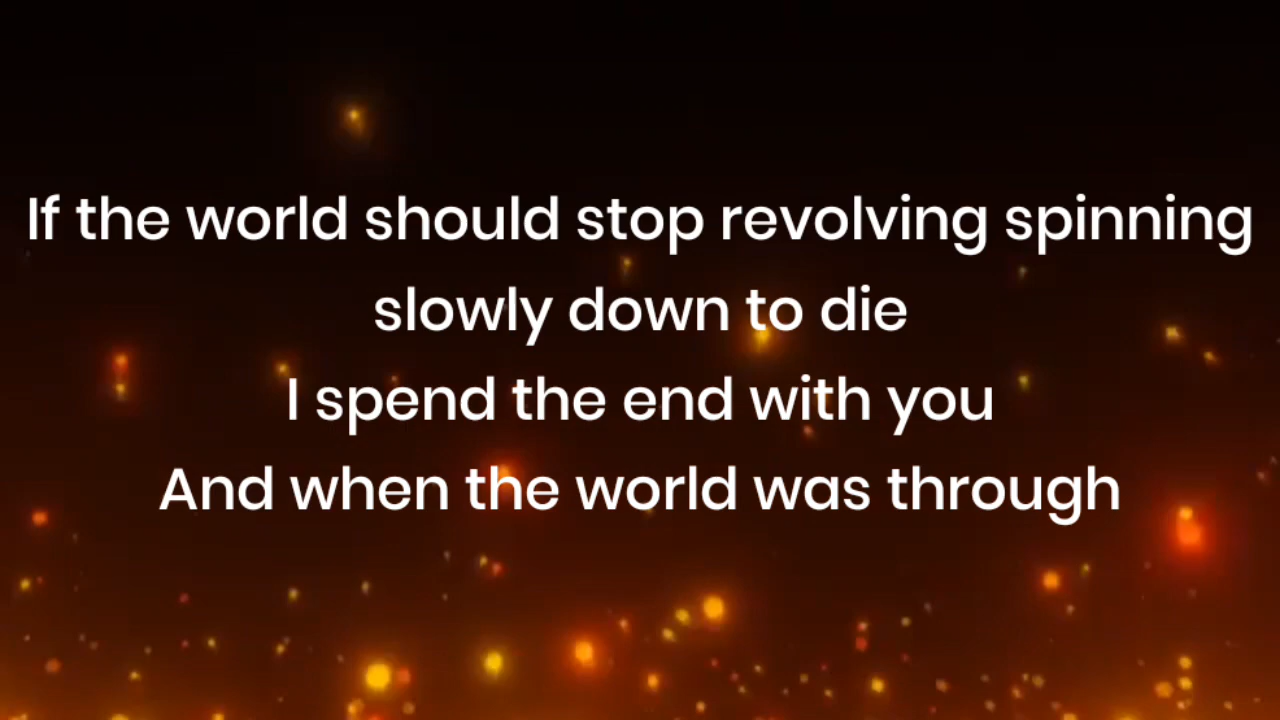 If the world should stop revolving spinning
slowly down to die
I spend the end with you
And when the world was through